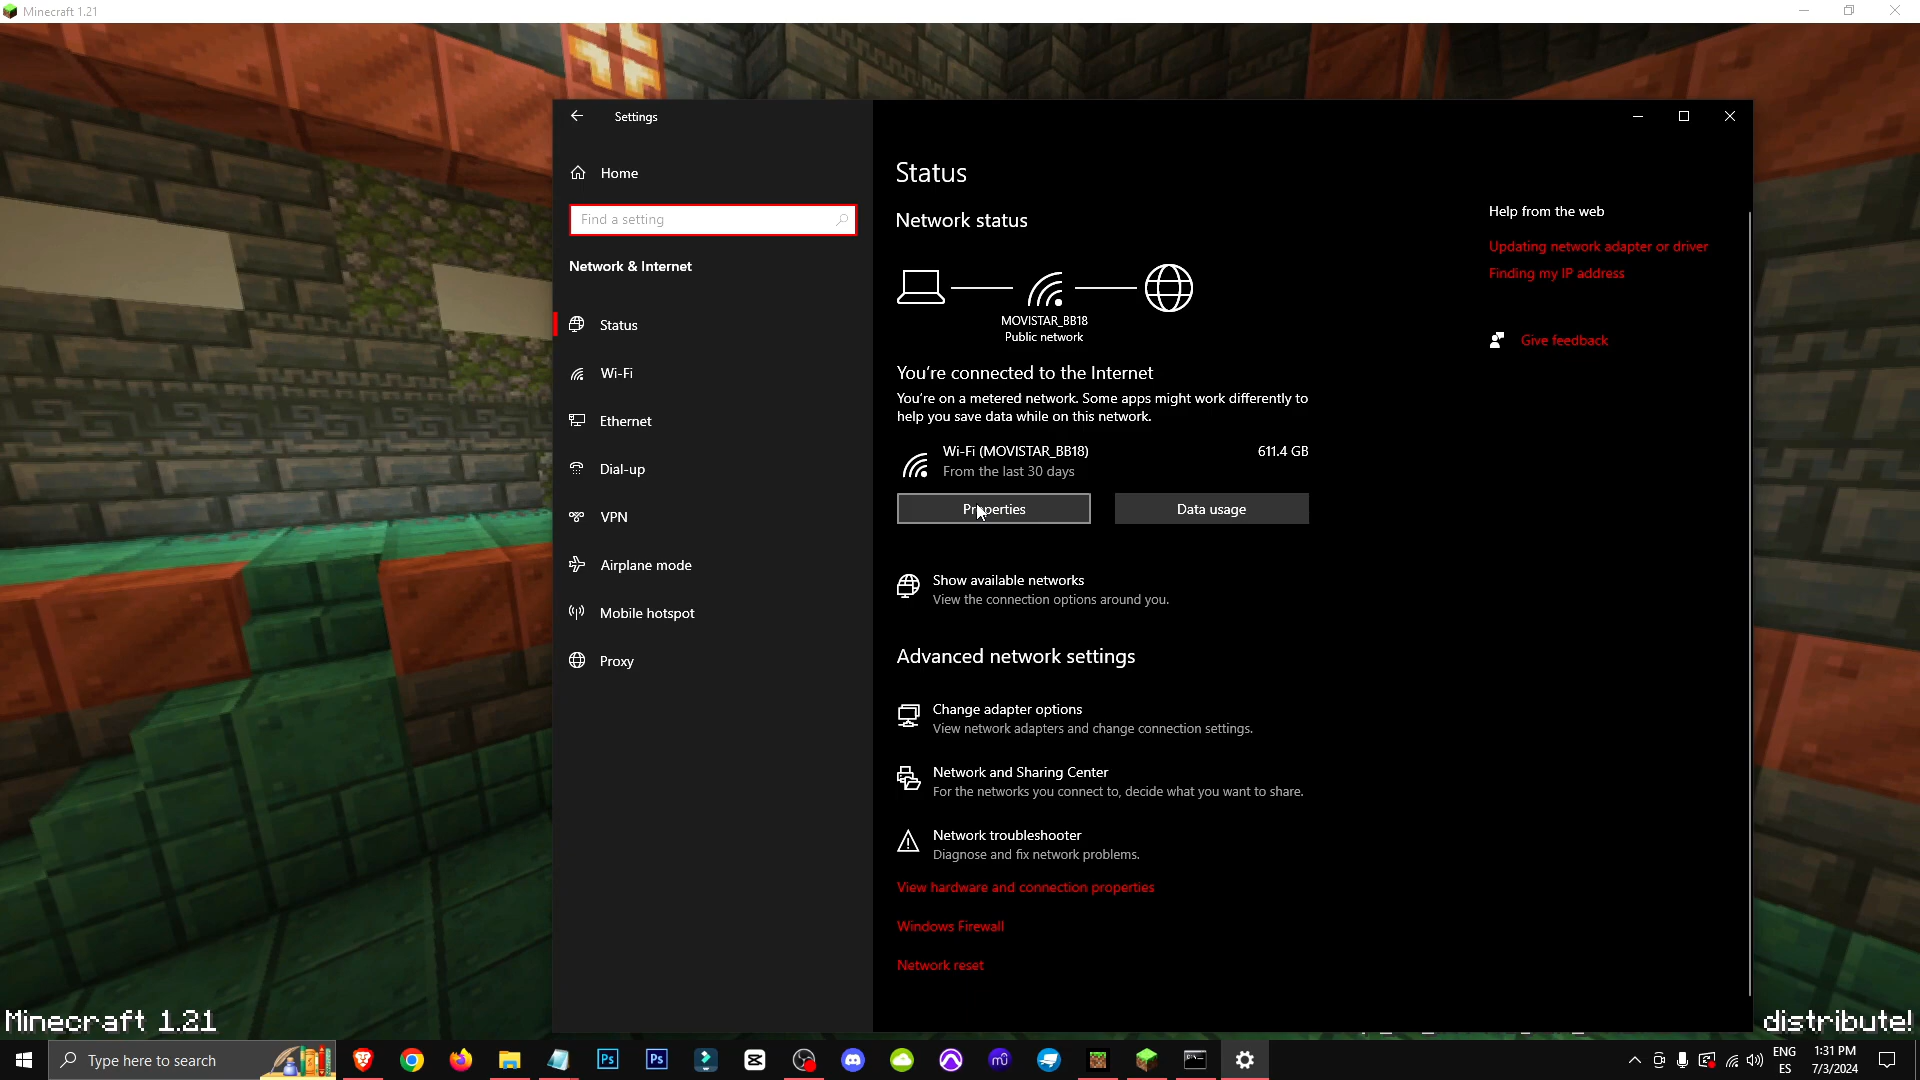 Minecraft 1.21
Settings
Home
Find a setting
Network & Internet
Status
Wi-Fi
Ethernet
Dial-up
VPN
Airplane mode
Mobile hotspot
Proxy
Status
Network status
MOVISTAR_BB18
Public network
You're connected to the Internet
You're on a metered network. Some apps might work differently to
help you save data while on this network.
Wi-Fi (MOVISTAR_BB18)
611.4 GB
From the last 30 days
Properties
Data usage
Show available networks
View the connection options around you.
Advanced network settings
Change adapter options
View network adapters and change connection settings.
Network and Sharing Center
For the networks you connect to, decide what you want to share.
Network troubleshooter
Diagnose and fix network problems.
View hardware and connection properties
Windows Firewall
Network reset
Help from the web
Updating network adapter or driver
Finding my IP address
Give feedback
Minecraft 1.21
distribute!
Type here to search
Ps
Ps
ENG
ES
1:31 PM
7/3/2024